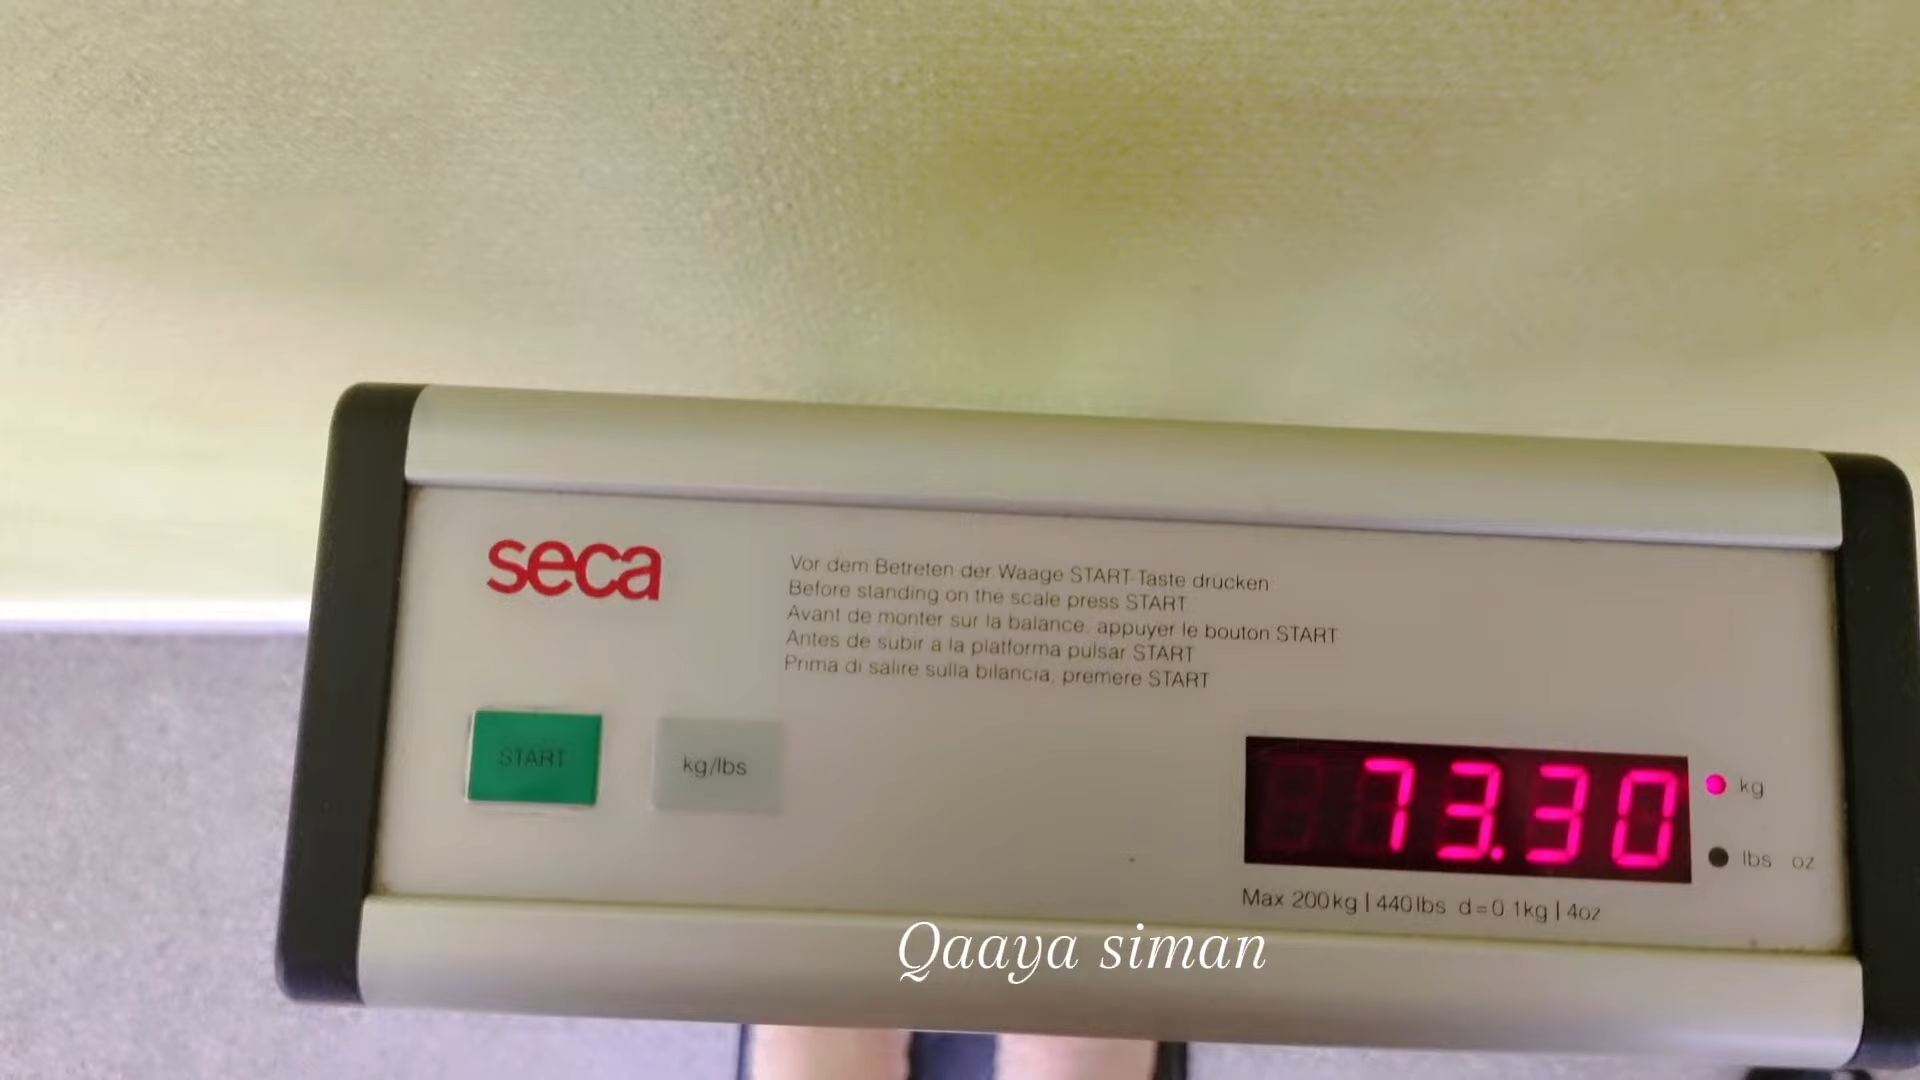 seca
Vor dem Betreten der Waage START-Taste drucken
Before standing on the scale press START
Avant de monter sur la balance, appuyer le bouton START
Antes de subir a la platforma pulsar START
Prima di salire sulla bilancia, premere START
START
kg/lbs
73.30
kg
lbs oz
Max 200kg | 440lbs d=0.1kg | 4oz
Qaaya siman